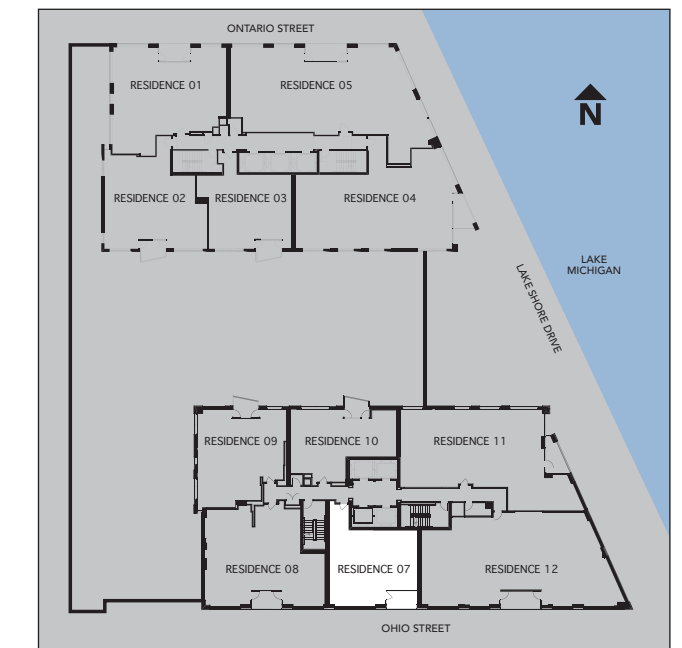 ONTARIO STREET
RESIDENCE 01
RESIDENCE 05
N
RESIDENCE 02
RESIDENCE 03
RESIDENCE 04
LAKE
MICHIGAN
LAKE SHORE DRIVE
RESIDENCE 09
RESIDENCE 10
RESIDENCE 11
RESIDENCE 08
RESIDENCE 07
RESIDENCE 12
OHIO STREET